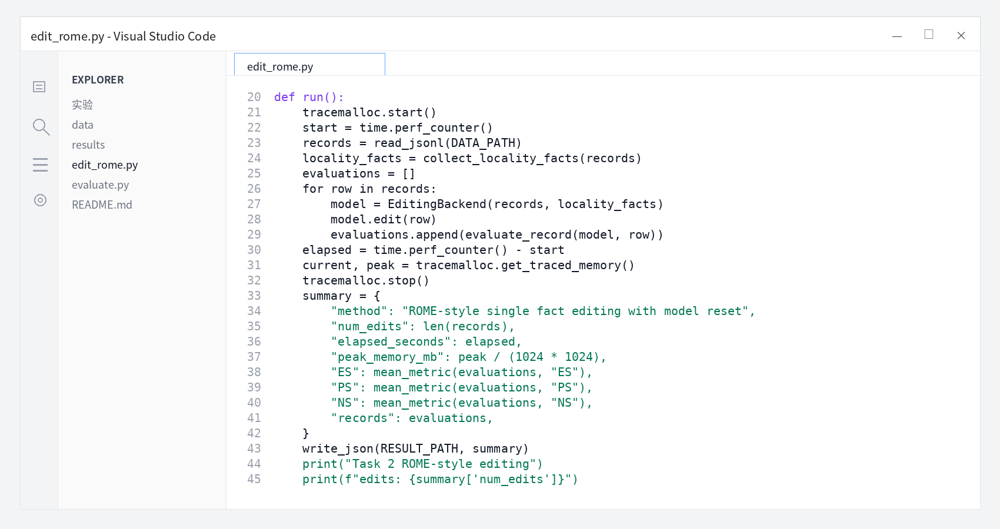 edit_rome.py - Visual Studio Code
EXPLORER
实验
data
results
edit_rome.py
evaluate.py
README.md
edit_rome.py
20 def run():
21     tracemalloc.start()
22     start = time.perf_counter()
23     records = read_jsonl(DATA_PATH)
24     locality_facts = collect_locality_facts(records)
25     evaluations = []
26     for row in records:
27         model = EditingBackend(records, locality_facts)
28         model.edit(row)
29         evaluations.append(evaluate_record(model, row))
30     elapsed = time.perf_counter() - start
31     current, peak = tracemalloc.get_traced_memory()
32     tracemalloc.stop()
33     summary = {
34         "method": "ROME-style single fact editing with model reset",
35         "num_edits": len(records),
36         "elapsed_seconds": elapsed,
37         "peak_memory_mb": peak / (1024 * 1024),
38         "ES": mean_metric(evaluations, "ES"),
39         "PS": mean_metric(evaluations, "PS"),
40         "NS": mean_metric(evaluations, "NS"),
41         "records": evaluations,
42     }
43     write_json(RESULT_PATH, summary)
44     print("Task 2 ROME-style editing")
45     print(f"edits: {summary['num_edits']}")